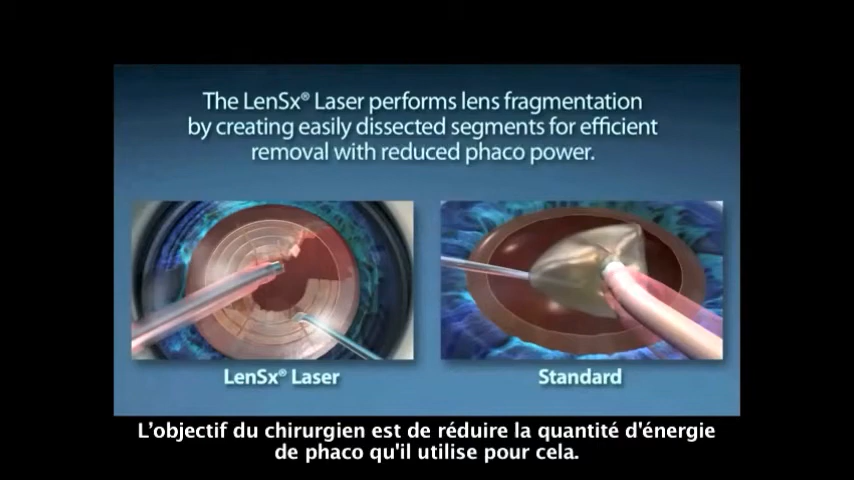 The LenSx® Laser performs lens fragmentation
by creating easily dissected segments for efficient
removal with reduced phaco power.
LenSx® Laser
Standard
L'objectif du chirurgien est de réduire la quantité d'énergie
de phaco qu'il utilise pour cela.